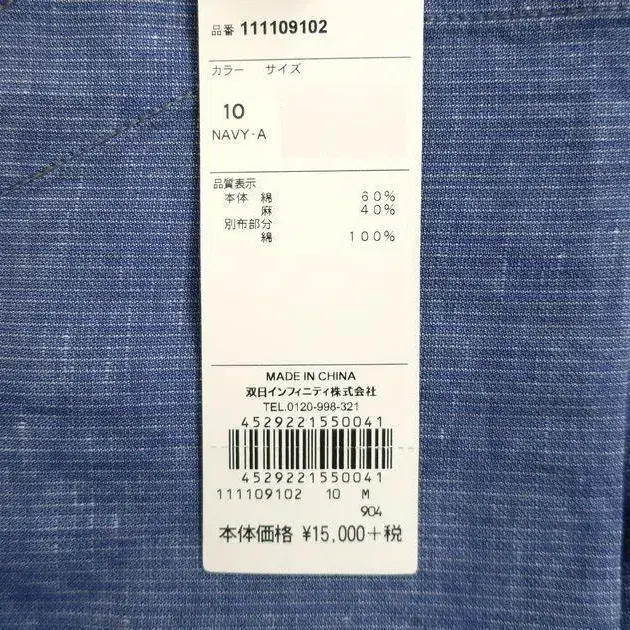 品番 111109102
カラー サイズ
10
NAVY-A
品質表示
本体 綿 60%
麻 40%
別布部分
綿 100%
MADE IN CHINA
双日インフィニティ株式会社
TEL.0120-998-321
4529221550041
4529221550041
111109102 10 M
904
本体価格 ¥15,000+税